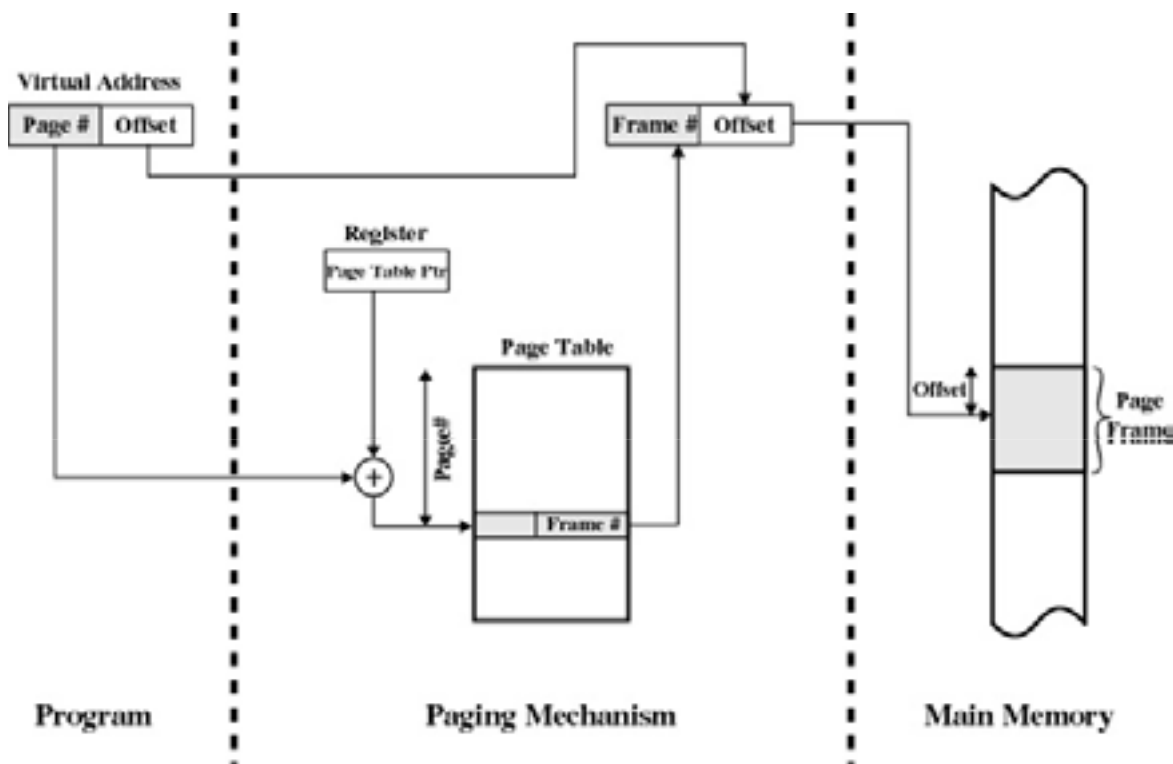 Virtual Address
Page # Offset
Frame # Offset
Register
Page Table Ptr
Page Table
Page#
Frame #
Offset
Page
Frame
Program
Paging Mechanism
Main Memory